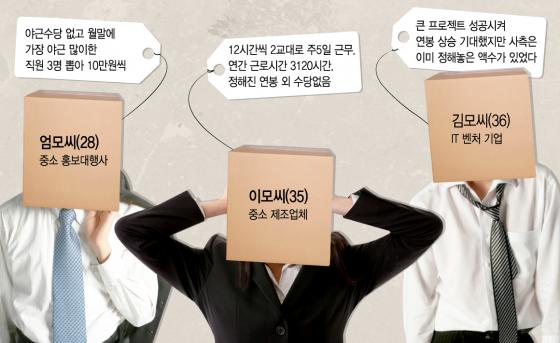 야근수당 없고 월말에
가장 야근 많이한
직원 3명 뽑아 10만원씩
엄모씨(28)
중소 홍보대행사
12시간씩 2교대로 주5일 근무.
연간 근로시간 3120시간.
정해진 연봉 외 수당없음
이모씨(35)
중소 제조업체
큰 프로젝트 성공시켜
연봉 상승 기대했지만 사측은
이미 정해놓은 액수가 있었다
김모씨(36)
IT 벤처 기업